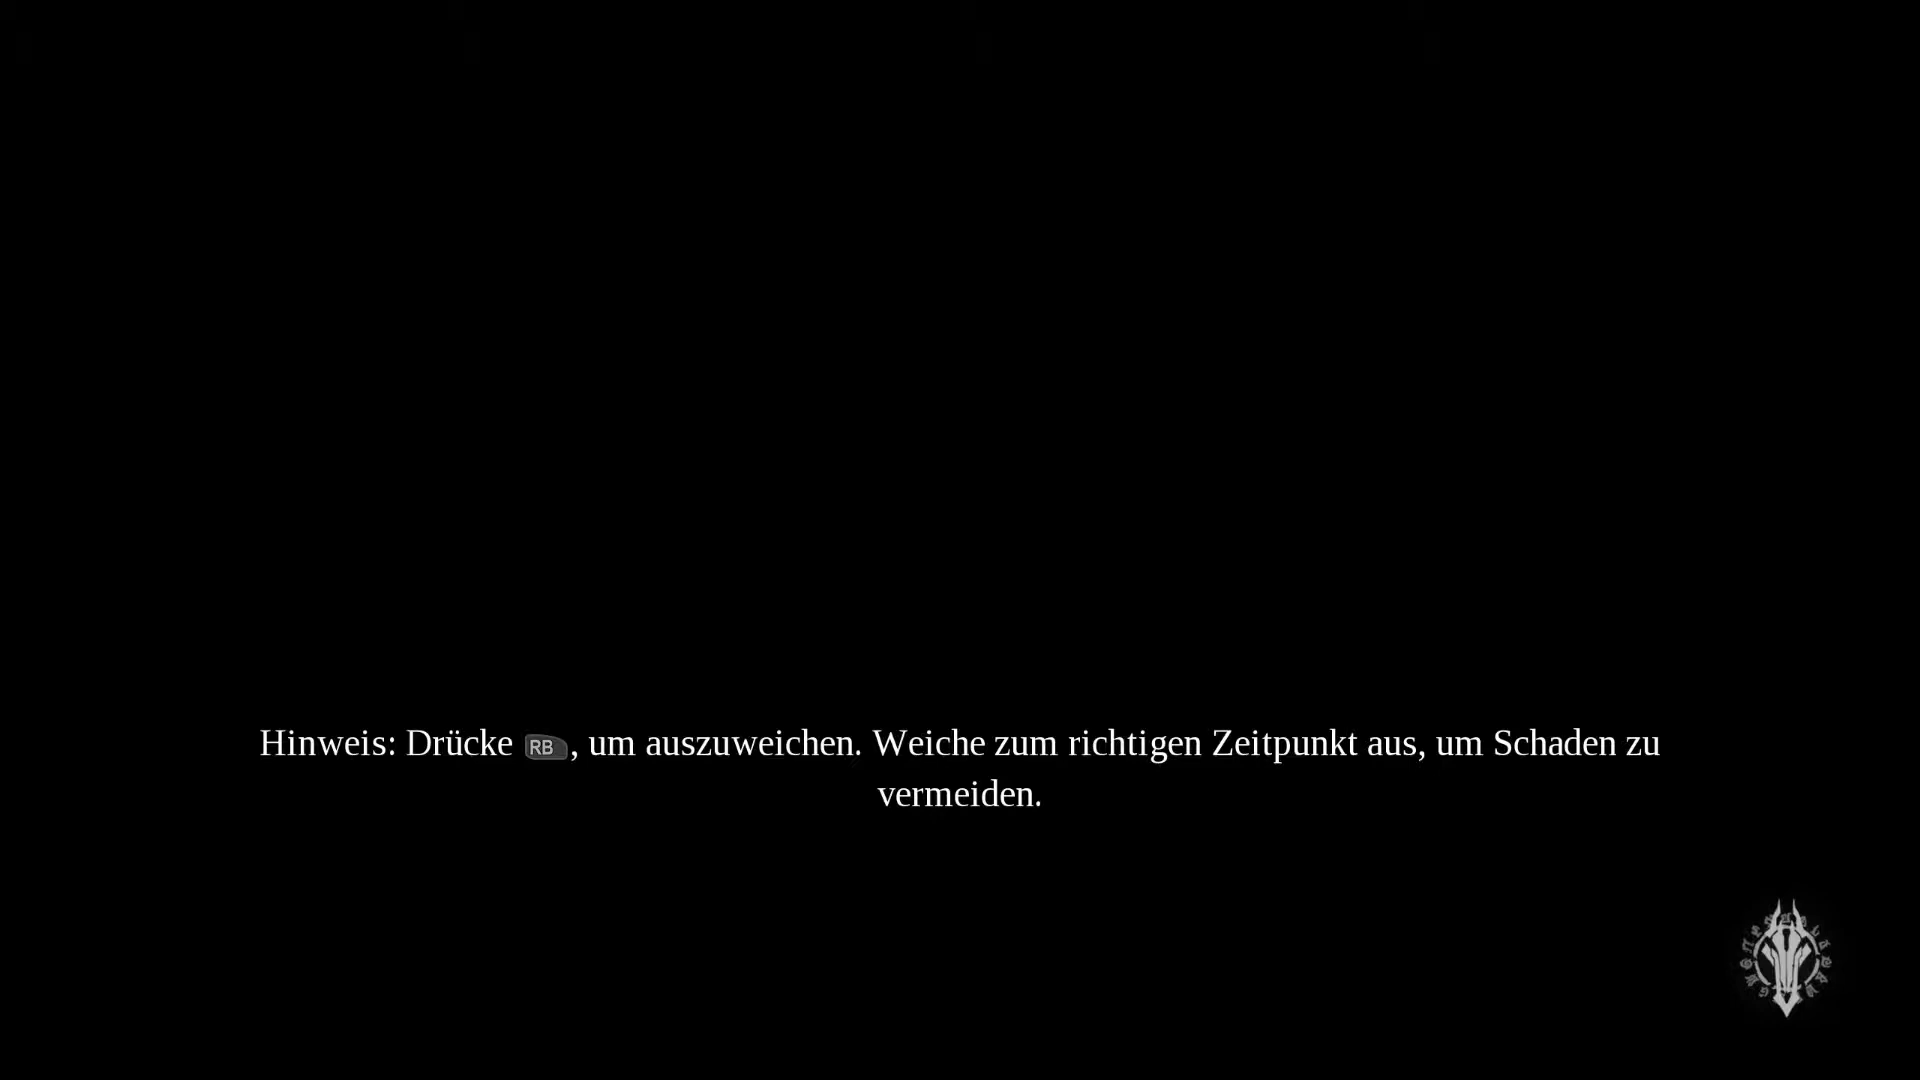 Hinweis: Drücke RB, um auszuweichen. Weiche zum richtigen Zeitpunkt aus, um Schaden zu
vermeiden.